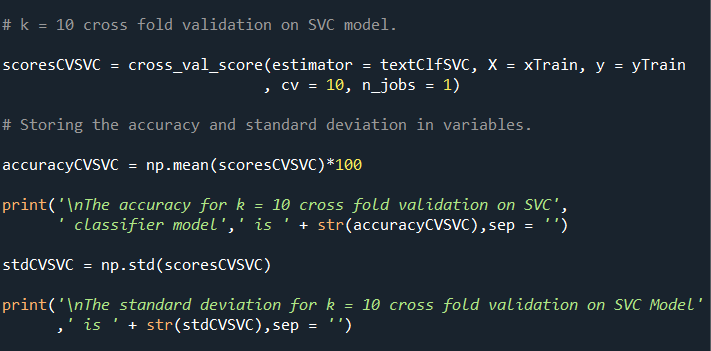 # k = 10 cross fold validation on SVC model.
scoresCVSVC = cross_val_score(estimator = textClfSVC, X = xTrain, y = yTrain
, cv = 10, n_jobs = 1)
# Storing the accuracy and standard deviation in variables.
accuracyCVSVC = np.mean(scoresCVSVC)*100
print('\nThe accuracy for k = 10 cross fold validation on SVC',
' classifier model',' is ' + str(accuracyCVSVC),sep = '')
stdCVSVC = np.std(scoresCVSVC)
print('\nThe standard deviation for k = 10 cross fold validation on SVC Model'
,' is ' + str(stdCVSVC),sep = '')